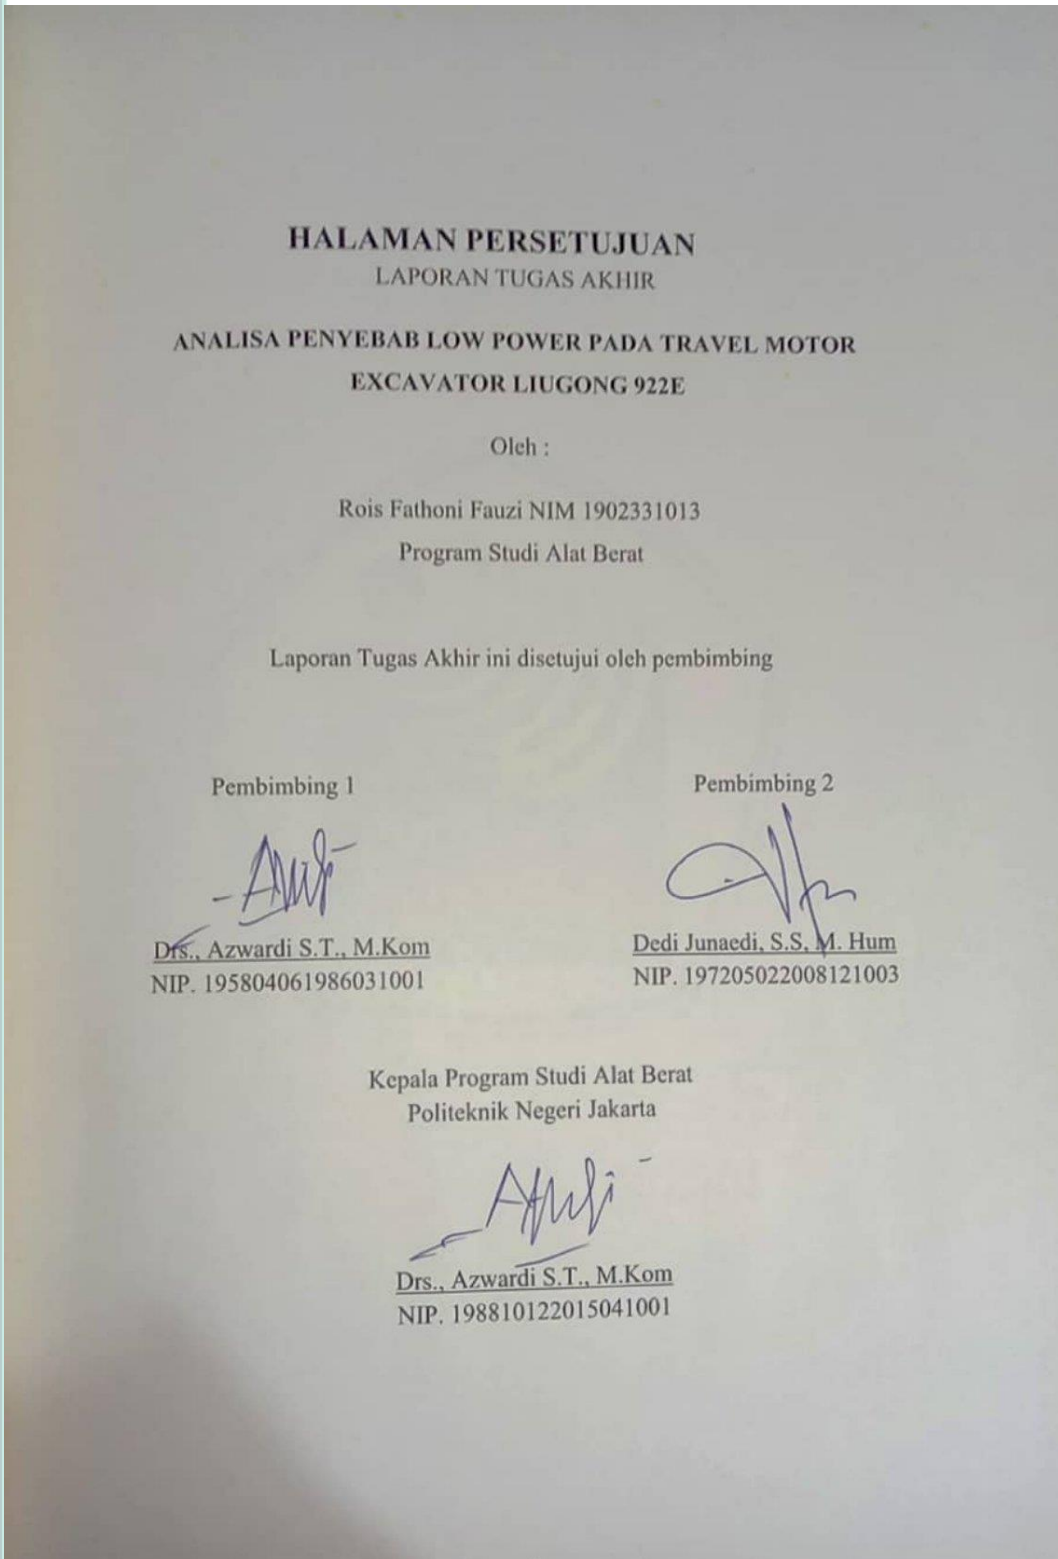 HALAMAN PERSETUJUAN
LAPORAN TUGAS AKHIR
ANALISA PENYEBAB LOW POWER PADA TRAVEL MOTOR
EXCAVATOR LIUGONG 922E
Oleh :
Rois Fathoni Fauzi NIM 1902331013
Program Studi Alat Berat
Laporan Tugas Akhir ini disetujui oleh pembimbing
Pembimbing 1 Pembimbing 2
Drs., Azwardi S.T., M.Kom Dedi Junaedi, S.S, M. Hum
NIP. 195804061986031001 NIP. 197205022008121003
Kepala Program Studi Alat Berat
Politeknik Negeri Jakarta
Drs., Azwardi S.T., M.Kom
NIP. 198810122015041001